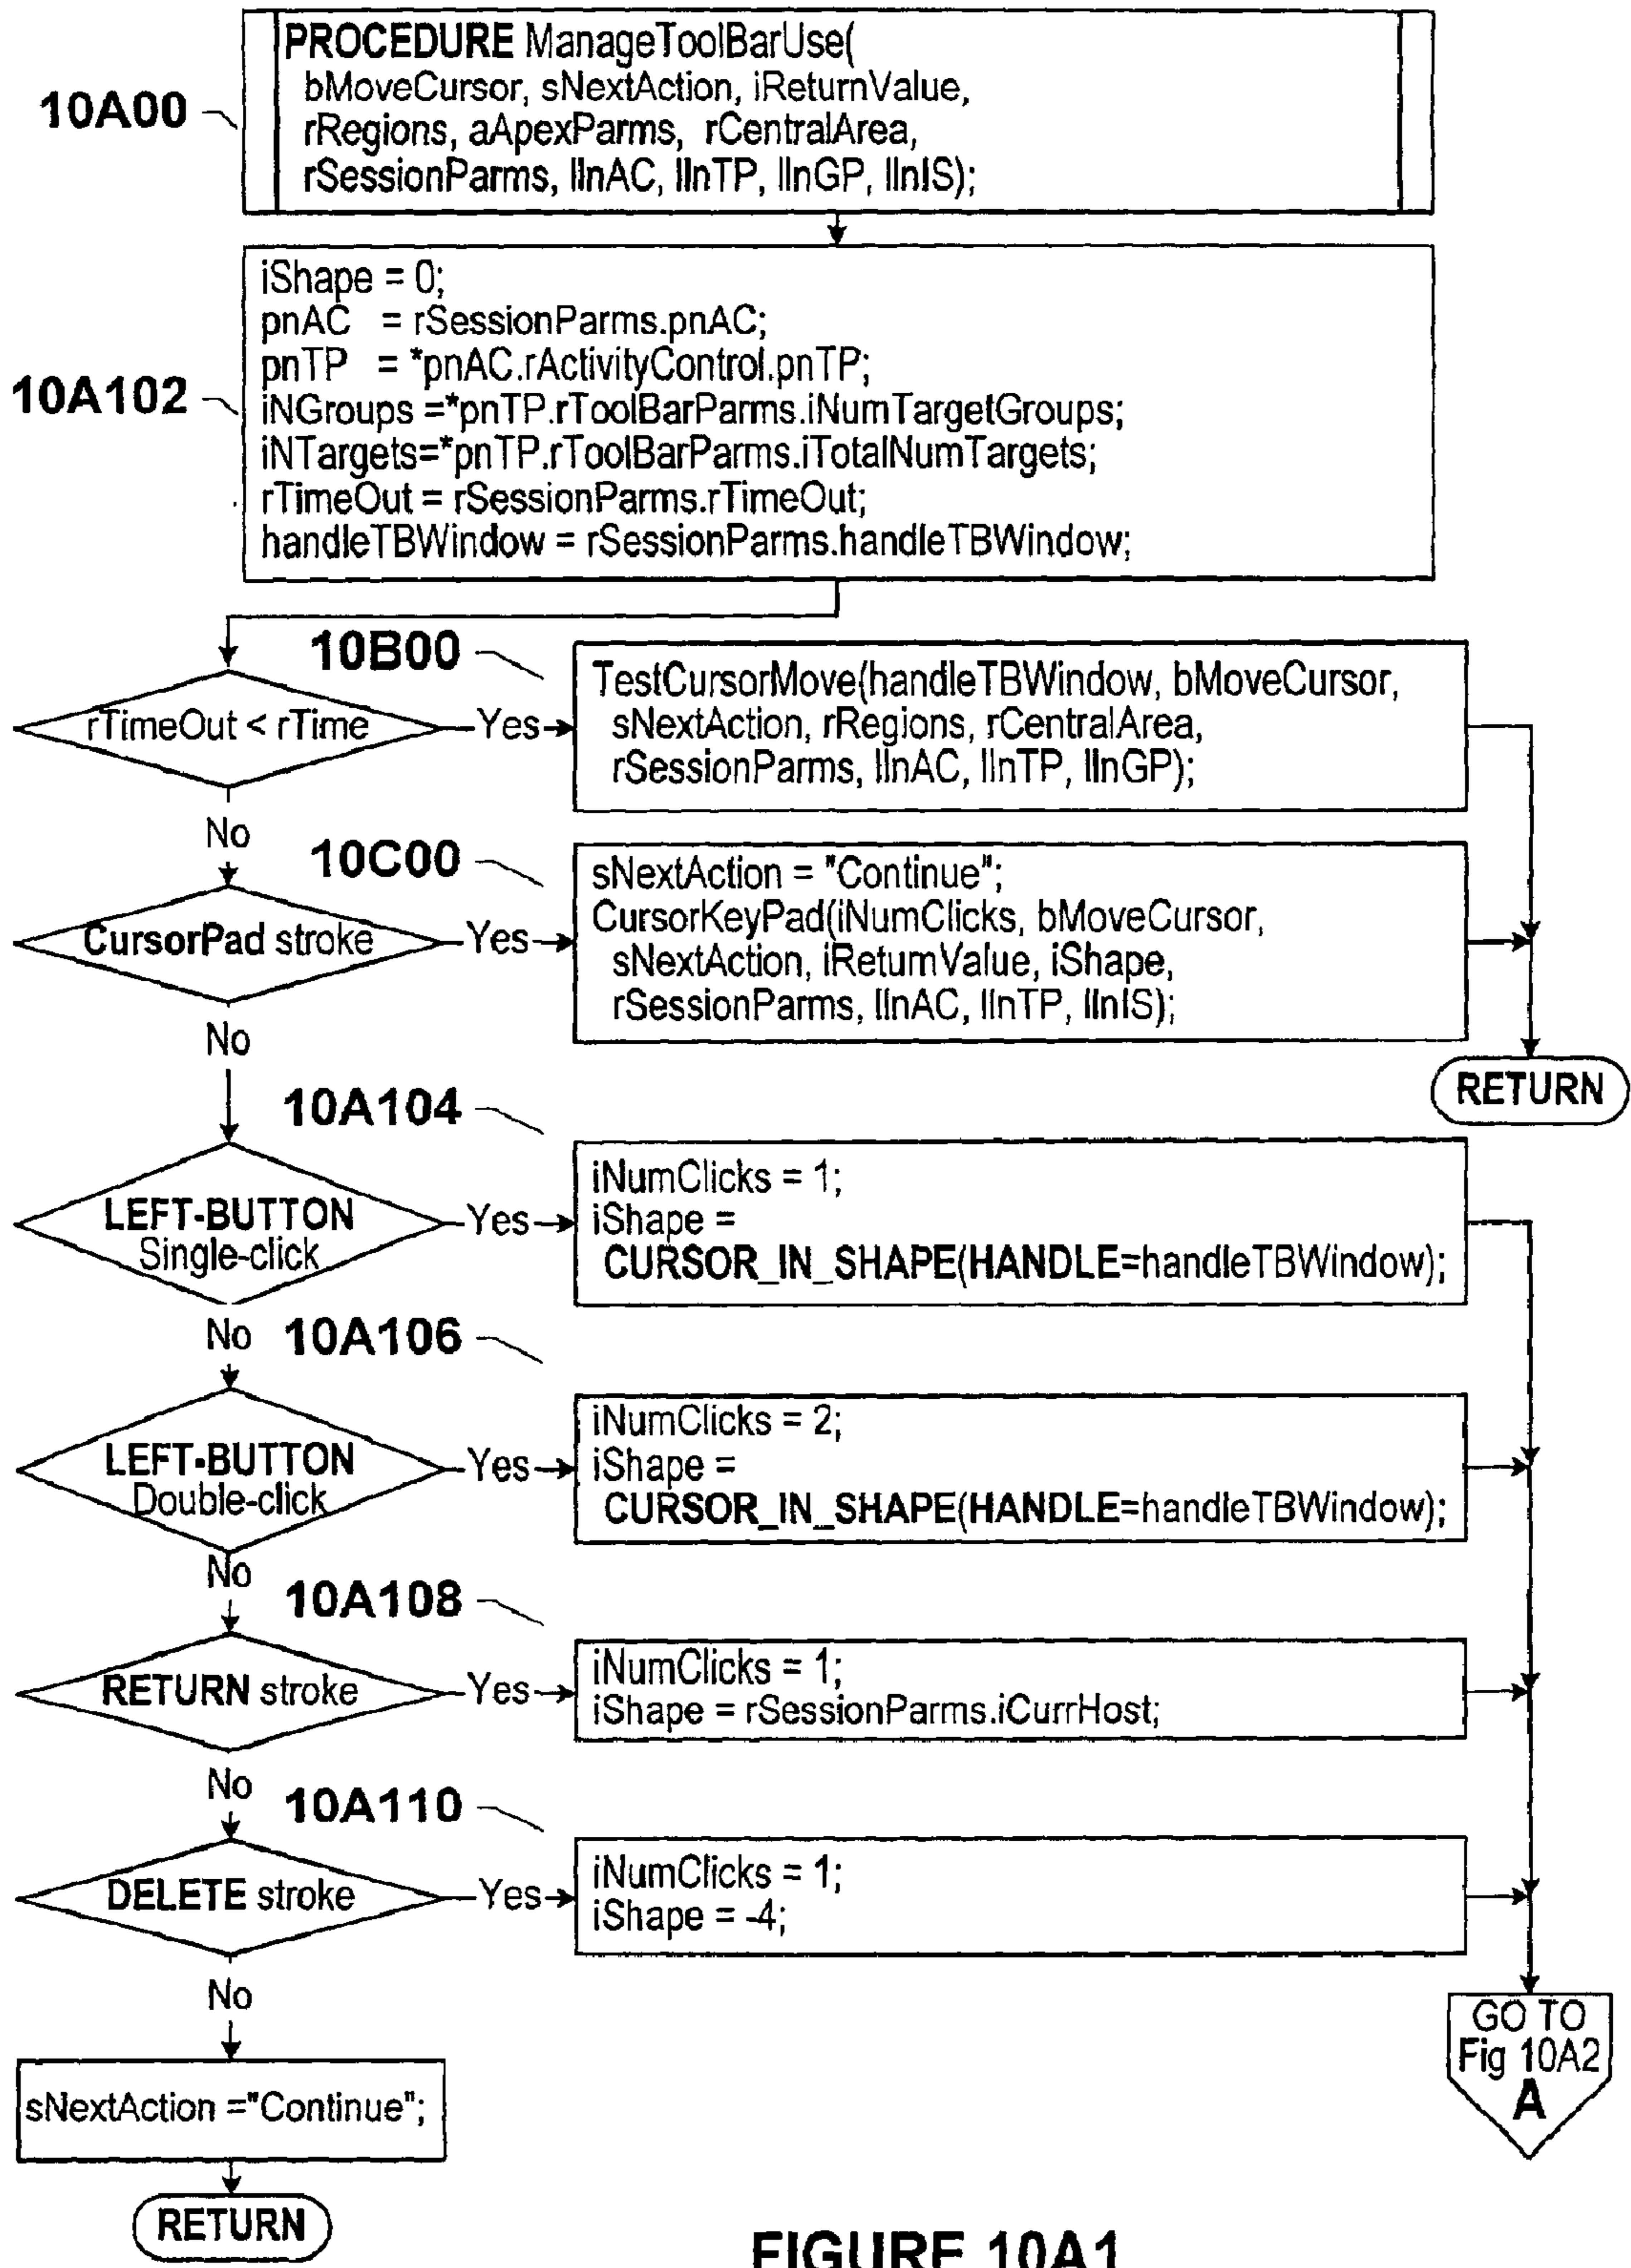 PROCEDURE ManageToolBarUse(
bMoveCursor, sNextAction, iReturnValue,
rRegions, aApexParms, rCentralArea,
rSessionParms, llnAC, llnTP, llnGP, llnIS);
10A00
iShape = 0;
pnAC = rSessionParms.pnAC;
pnTP = *pnAC.rActivityControl.pnTP;
iNGroups =*pnTP.rToolBarParms.iNumTargetGroups;
iNTargets=*pnTP.rToolBarParms.iTotalNumTargets;
rTimeOut = rSessionParms.rTimeOut;
handleTBWindow = rSessionParms.handleTBWindow;
10A102
rTimeOut < rTime
Yes
10B00
TestCursorMove(handleTBWindow, bMoveCursor,
sNextAction, rRegions, rCentralArea,
rSessionParms, llnAC, llnTP, llnGP);
No
CursorPad stroke
Yes
10C00
sNextAction = "Continue";
CursorKeyPad(iNumClicks, bMoveCursor,
sNextAction, iReturnValue, iShape,
rSessionParms, llnAC, llnTP, llnIS);
RETURN
No
LEFT-BUTTON
Single-click
Yes
10A104
iNumClicks = 1;
iShape =
CURSOR_IN_SHAPE(HANDLE=handleTBWindow);
No
LEFT-BUTTON
Double-click
Yes
10A106
iNumClicks = 2;
iShape =
CURSOR_IN_SHAPE(HANDLE=handleTBWindow);
No
RETURN stroke
Yes
10A108
iNumClicks = 1;
iShape = rSessionParms.iCurrHost;
No
DELETE stroke
Yes
10A110
iNumClicks = 1;
iShape = -4;
No
GO TO
Fig 10A2
A
sNextAction ="Continue";
RETURN
FIGURE 10A1